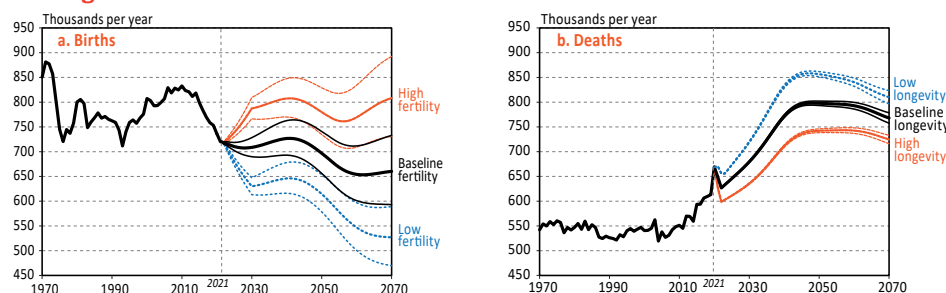 Thousands per year
a. Births
950
900
850
800
750
700
650
600
550
500
450
High
fertility
Baseline
fertility
Low
fertility
1970
1990
2010
2021
2030
2050
2070
Thousands per year
b. Deaths
950
900
850
800
750
700
650
600
550
500
450
Low
longevity
Baseline
longevity
High
longevity
1970
1990
2010
2021
2030
2050
2070